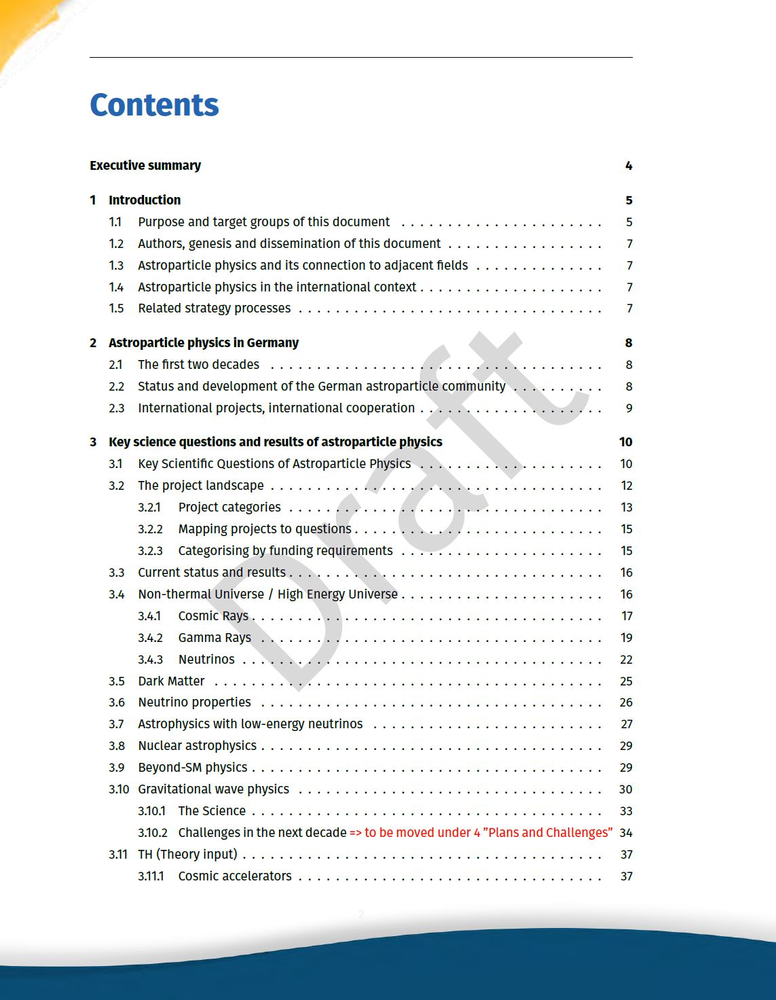 Contents
Executive summary 4
1 Introduction 5
1.1 Purpose and target groups of this document . . . . . . . . . . . . . . . . . . . . . . 5
1.2 Authors, genesis and dissemination of this document . . . . . . . . . . . . . . . . . 7
1.3 Astroparticle physics and its connection to adjacent fields . . . . . . . . . . . . . . 7
1.4 Astroparticle physics in the international context . . . . . . . . . . . . . . . . . . . . 7
1.5 Related strategy processes . . . . . . . . . . . . . . . . . . . . . . . . . . . . . . . . . 7
2 Astroparticle physics in Germany 8
2.1 The first two decades . . . . . . . . . . . . . . . . . . . . . . . . . . . . . . . . . . . . 8
2.2 Status and development of the German astroparticle community . . . . . . . . . . 8
2.3 International projects, international cooperation . . . . . . . . . . . . . . . . . . . . 9
3 Key science questions and results of astroparticle physics 10
3.1 Key Scientific Questions of Astroparticle Physics . . . . . . . . . . . . . . . . . . . . 10
3.2 The project landscape . . . . . . . . . . . . . . . . . . . . . . . . . . . . . . . . . . . . 12
3.2.1 Project categories . . . . . . . . . . . . . . . . . . . . . . . . . . . . . . . . . . 13
3.2.2 Mapping projects to questions . . . . . . . . . . . . . . . . . . . . . . . . . . . 15
3.2.3 Categorising by funding requirements . . . . . . . . . . . . . . . . . . . . . . 15
3.3 Current status and results . . . . . . . . . . . . . . . . . . . . . . . . . . . . . . . . . . 16
3.4 Non-thermal Universe / High Energy Universe . . . . . . . . . . . . . . . . . . . . . . 16
3.4.1 Cosmic Rays . . . . . . . . . . . . . . . . . . . . . . . . . . . . . . . . . . . . . . 17
3.4.2 Gamma Rays . . . . . . . . . . . . . . . . . . . . . . . . . . . . . . . . . . . . . 19
3.4.3 Neutrinos . . . . . . . . . . . . . . . . . . . . . . . . . . . . . . . . . . . . . . . 22
3.5 Dark Matter . . . . . . . . . . . . . . . . . . . . . . . . . . . . . . . . . . . . . . . . . . 25
3.6 Neutrino properties . . . . . . . . . . . . . . . . . . . . . . . . . . . . . . . . . . . . . 26
3.7 Astrophysics with low-energy neutrinos . . . . . . . . . . . . . . . . . . . . . . . . . 27
3.8 Nuclear astrophysics . . . . . . . . . . . . . . . . . . . . . . . . . . . . . . . . . . . . . 29
3.9 Beyond-SM physics . . . . . . . . . . . . . . . . . . . . . . . . . . . . . . . . . . . . . . 29
3.10 Gravitational wave physics . . . . . . . . . . . . . . . . . . . . . . . . . . . . . . . . . 30
3.10.1 The Science . . . . . . . . . . . . . . . . . . . . . . . . . . . . . . . . . . . . . . 33
3.10.2 Challenges in the next decade => to be moved under 4 ”Plans and Challenges” 34
3.11 TH (Theory input) . . . . . . . . . . . . . . . . . . . . . . . . . . . . . . . . . . . . . . . 37
3.11.1 Cosmic accelerators . . . . . . . . . . . . . . . . . . . . . . . . . . . . . . . . . 37
Draft
2